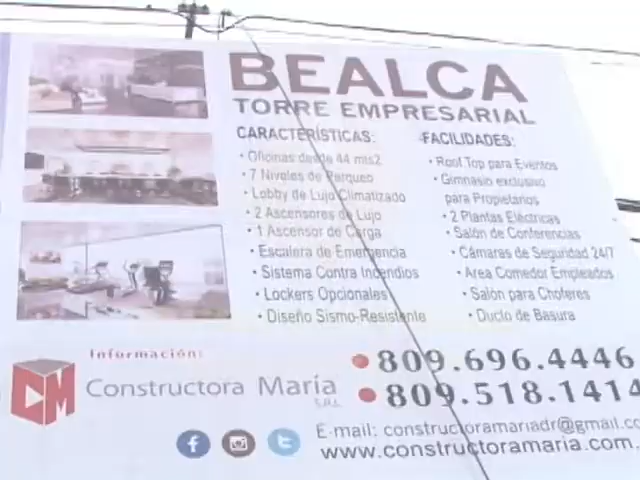 BEALCA
TORRE EMPRESARIAL
CARACTERÍSTICAS:
• Oficinas desde 44 mts2
• 7 Niveles de Parqueo
• Lobby de Lujo Climatizado
• 2 Ascensores de Lujo
• 1 Ascensor de Carga
• Escalera de Emergencia
• Sistema Contra Incendios
• Lockers Opcionales
• Diseño Sismo-Resistente
FACILIDADES:
• Roof Top para Eventos
• Gimnasio exclusivo
para Propietarios
• 2 Plantas Eléctricas
• Salón de Conferencias
• Cámaras de Seguridad 24/7
• Area Comedor Empleados
• Salón para Choferes
• Ducto de Basura
Información:
CM
Constructora María
S.R.L.
809.696.4446
809.518.1414
E-mail: constructoramariadr@gmail.co
www.constructoramaria.com.